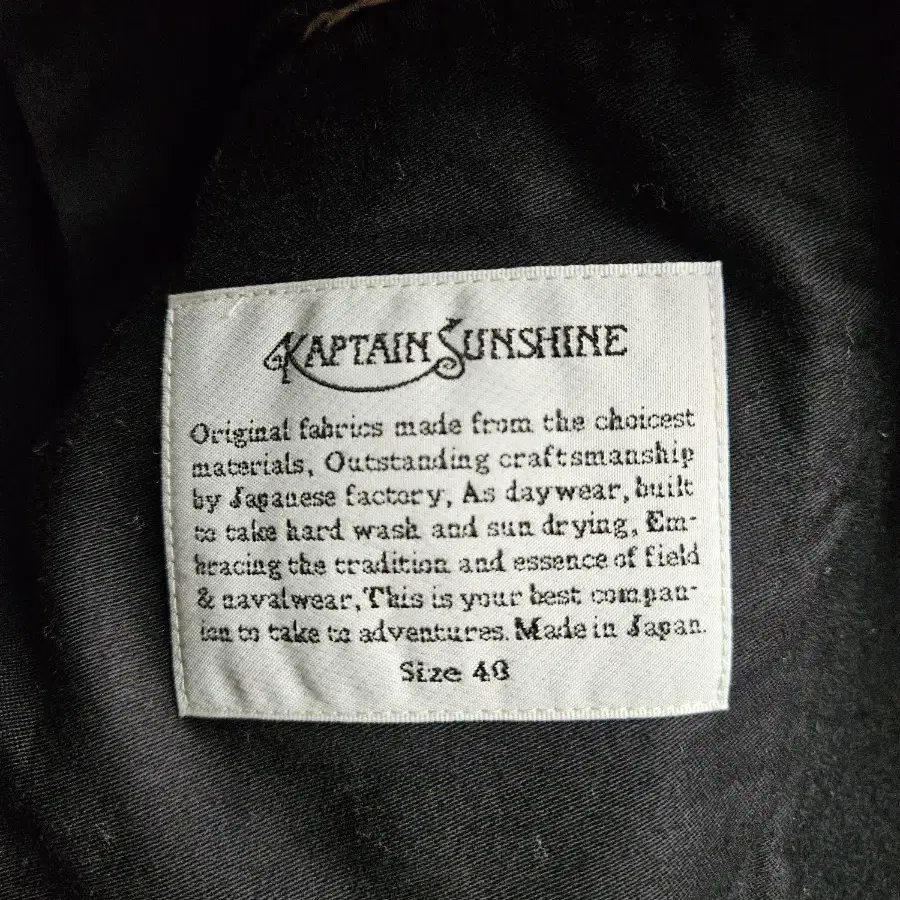 KAPTAIN SUNSHINE
Original fabrics made from the choicest
materials, Outstanding craftsmanship
by Japanese factory, As daywear, built
to take hard wash and sun drying, Em-
bracing the tradition and essence of field
& navalwear, This is your best compan-
ion to take to adventures. Made in Japan.
Size 40